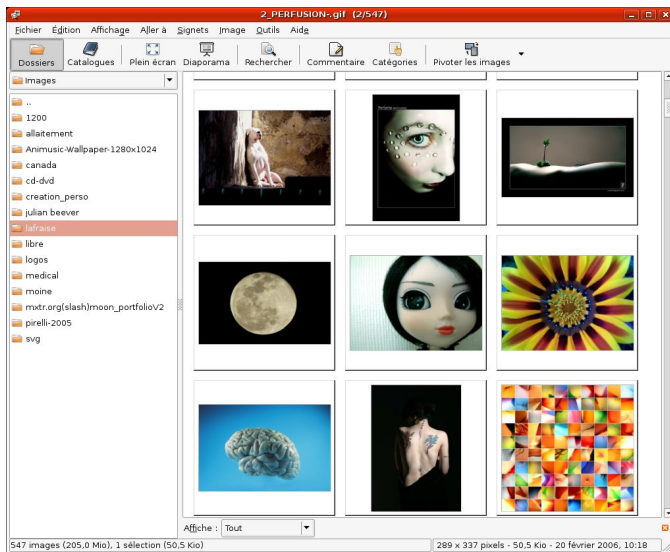 2_PERFUSION-.gif (2/547)
Fichier Édition Affichage Aller à Signets Image Outils Aide
Dossiers Catalogues Plein écran Diaporama Rechercher Commentaire Catégories Pivoter les images
Images
..
1200
allaitement
Animusic-Wallpaper-1280x1024
canada
cd-dvd
creation_perso
julian beever
lafraise
libre
logos
medical
moine
mxtr.org(slash)moon_portfolioV2
pirelli-2005
svg
Affiche : Tout
547 images (205,0 Mio), 1 sélection (50,5 Kio) 289 x 337 pixels - 50,5 Kio - 20 février 2006, 10:18